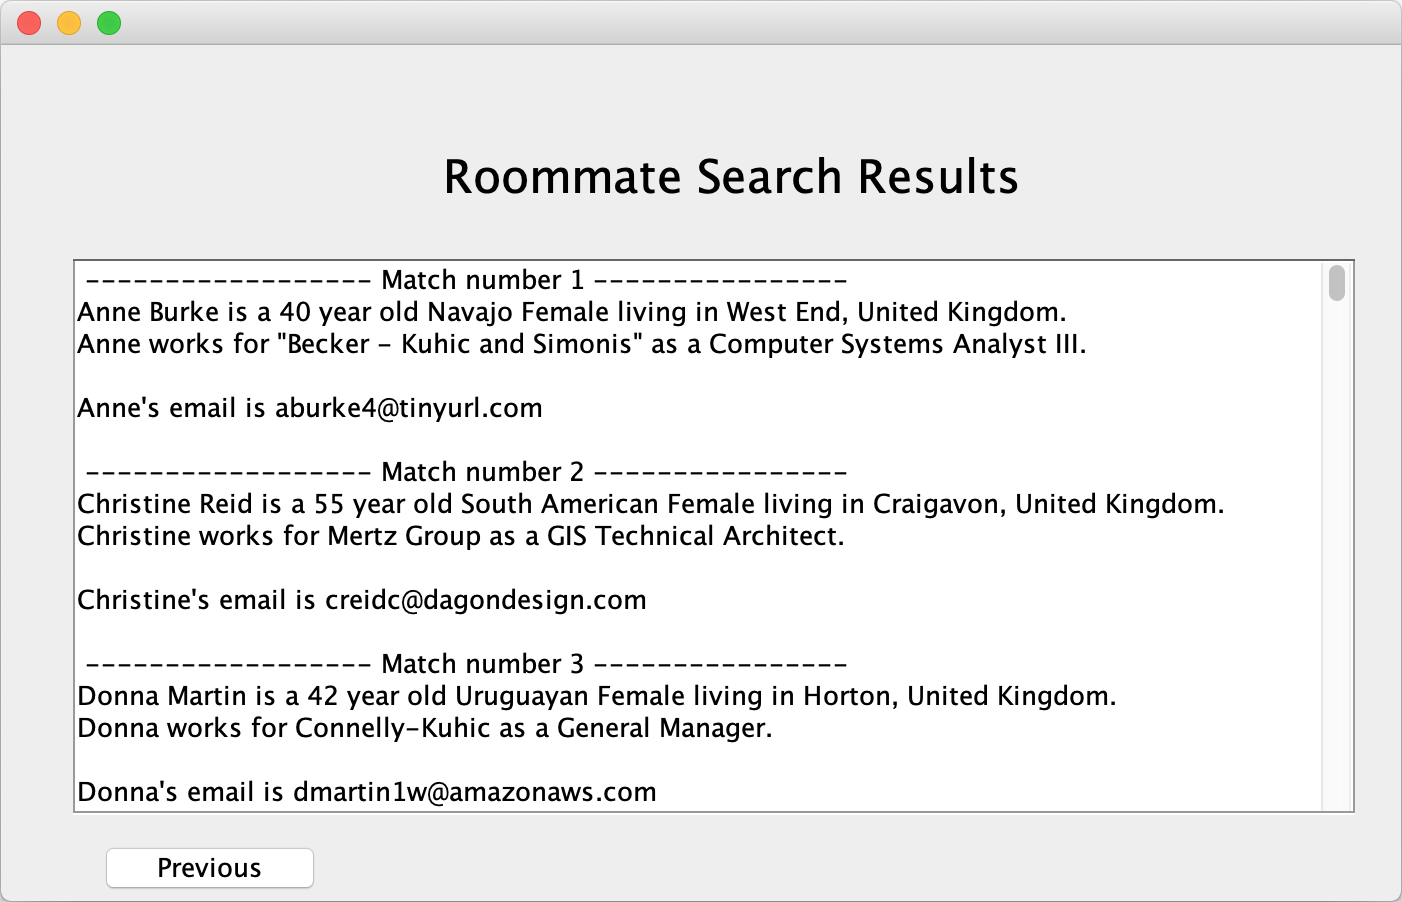 Roommate Search Results
------------------ Match number 1 ----------------
Anne Burke is a 40 year old Navajo Female living in West End, United Kingdom.
Anne works for "Becker - Kuhic and Simonis" as a Computer Systems Analyst III.
Anne's email is aburke4@tinyurl.com
------------------ Match number 2 ----------------
Christine Reid is a 55 year old South American Female living in Craigavon, United Kingdom.
Christine works for Mertz Group as a GIS Technical Architect.
Christine's email is creidc@dagondesign.com
------------------ Match number 3 ----------------
Donna Martin is a 42 year old Uruguayan Female living in Horton, United Kingdom.
Donna works for Connelly-Kuhic as a General Manager.
Donna's email is dmartin1w@amazonaws.com
Previous